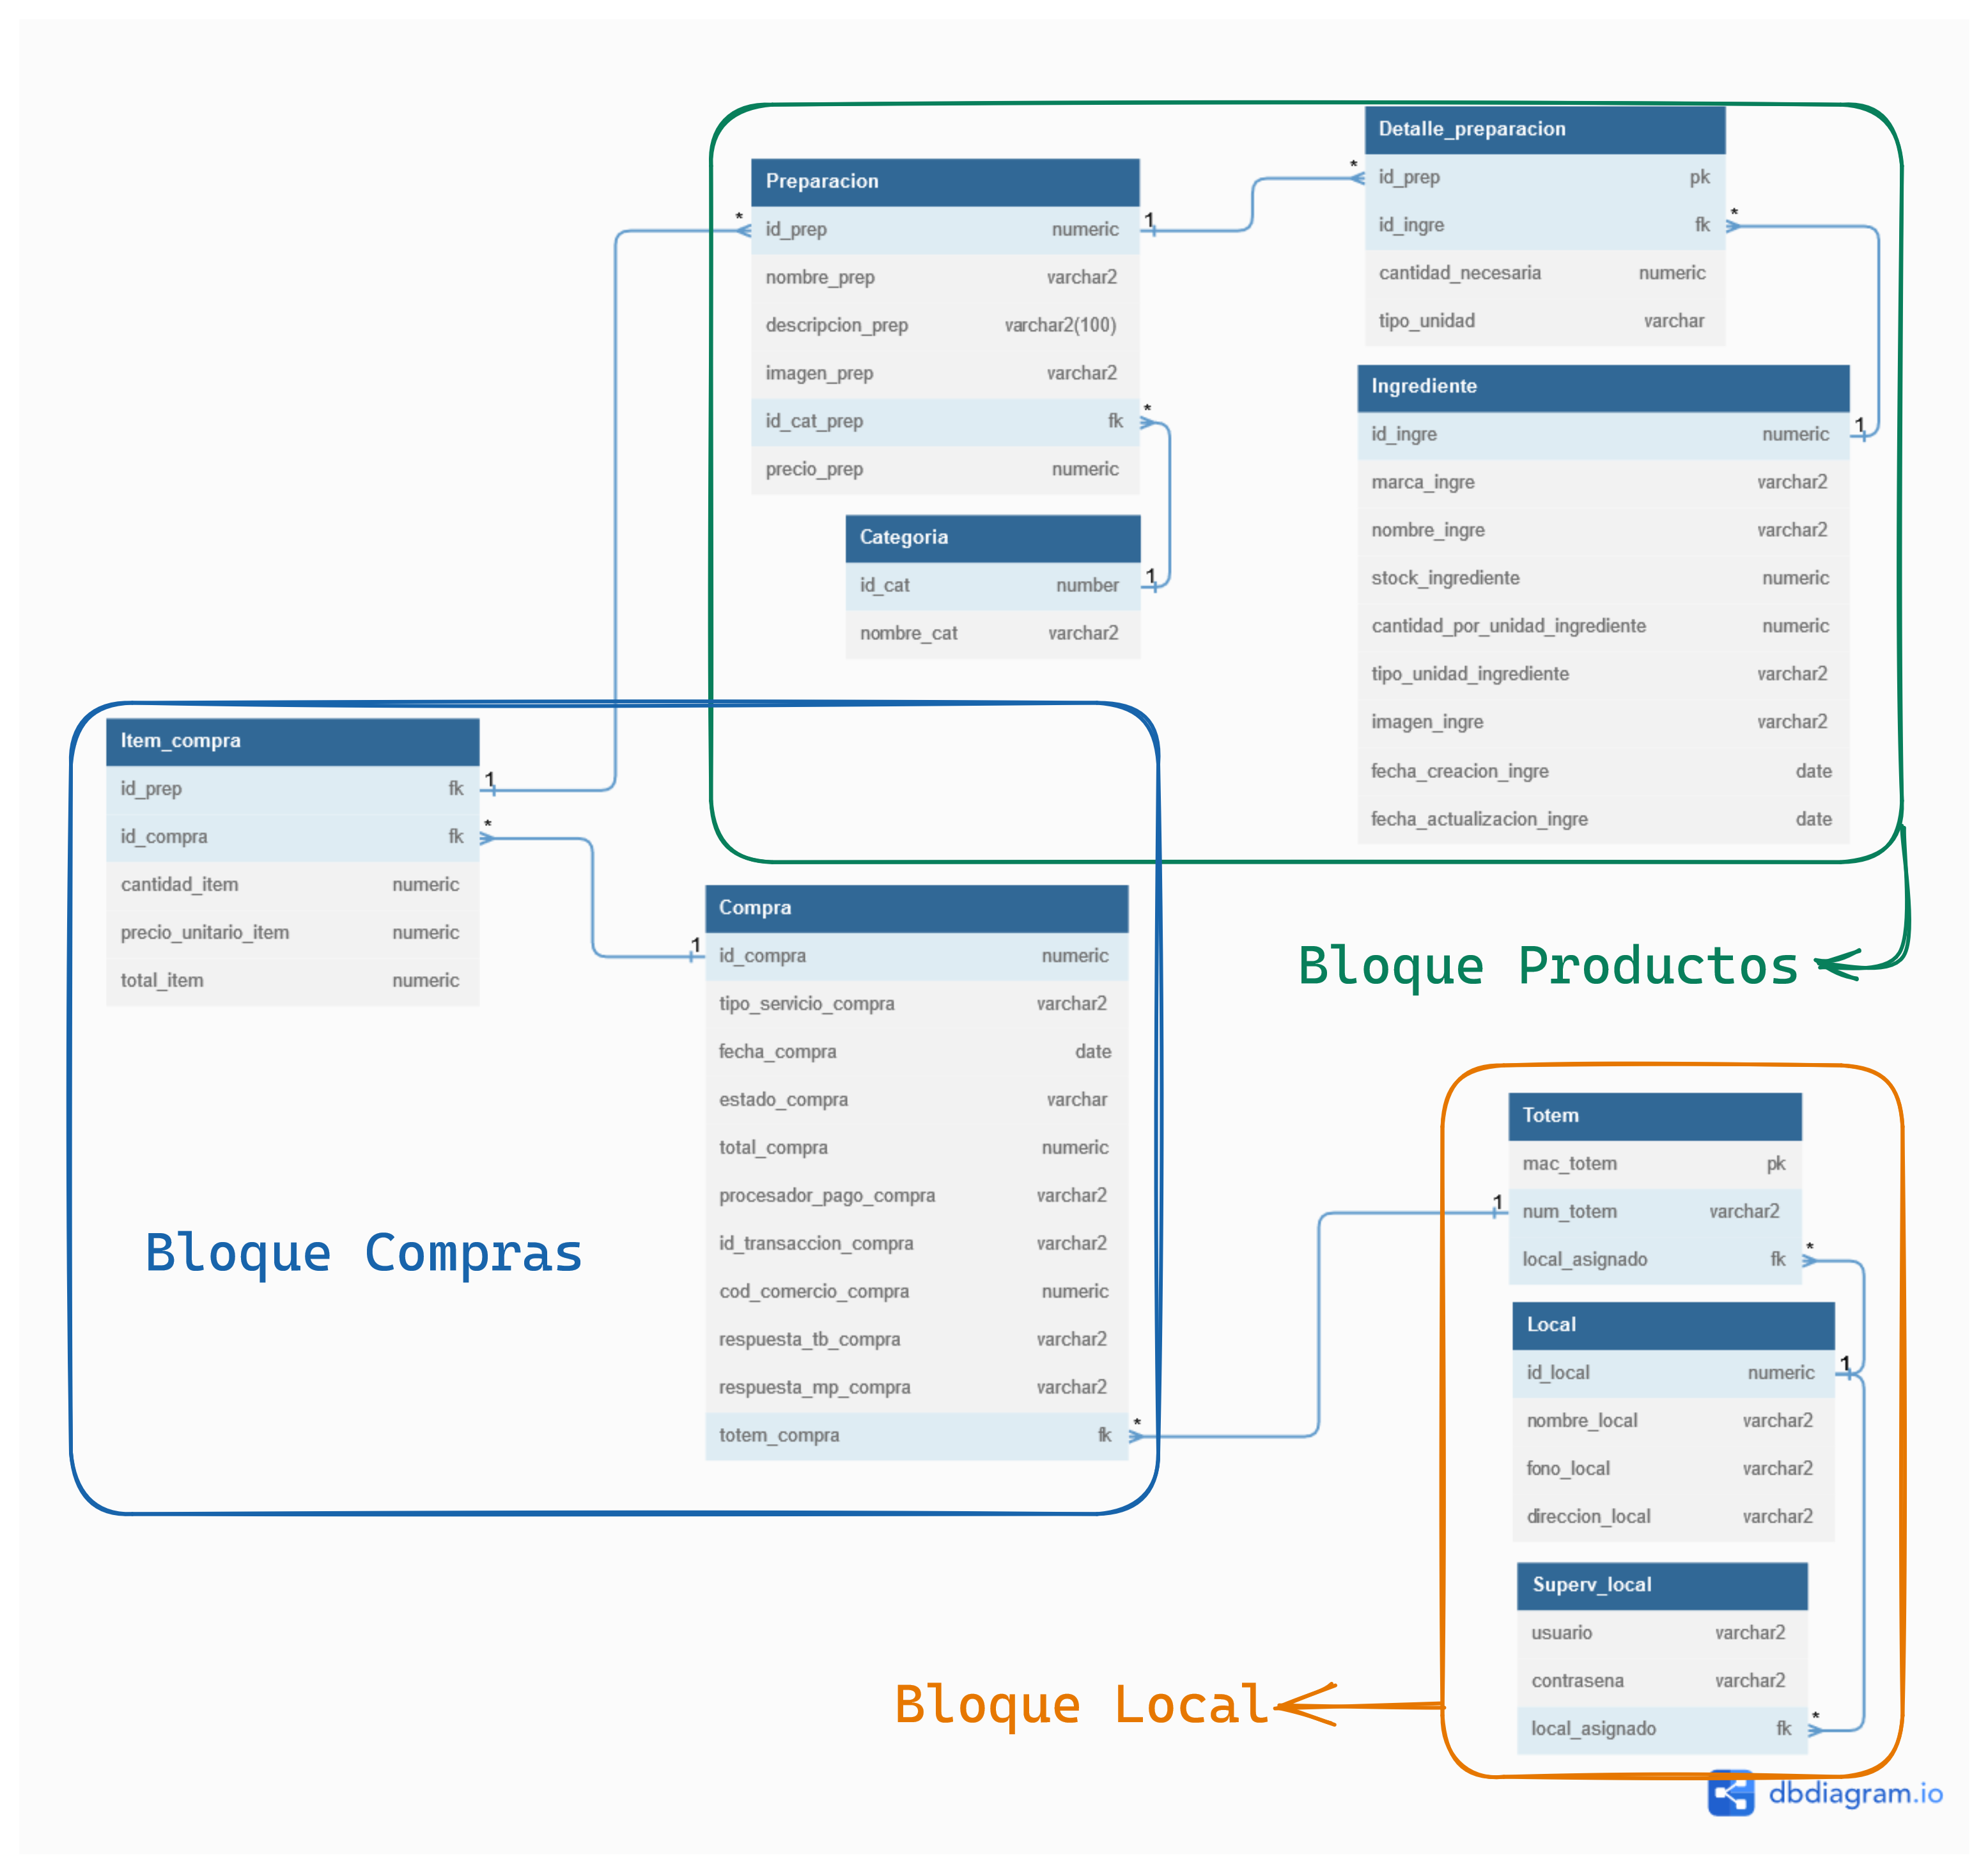 Detalle_preparacion
id_prep pk
id_ingre fk
cantidad_necesaria numeric
tipo_unidad varchar
Preparacion
id_prep numeric
nombre_prep varchar2
descripcion_prep varchar2(100)
imagen_prep varchar2
id_cat_prep fk
precio_prep numeric
* 1 * *
* 1
Ingrediente
id_ingre numeric
marca_ingre varchar2
nombre_ingre varchar2
stock_ingrediente numeric
cantidad_por_unidad_ingrediente numeric
tipo_unidad_ingrediente varchar2
imagen_ingre varchar2
fecha_creacion_ingre date
fecha_actualizacion_ingre date
Categoria
id_cat number
nombre_cat varchar2
1
Item_compra
id_prep fk
id_compra fk
cantidad_item numeric
precio_unitario_item numeric
total_item numeric
1
* 1
Compra
id_compra numeric
tipo_servicio_compra varchar2
fecha_compra date
estado_compra varchar
total_compra numeric
procesador_pago_compra varchar2
id_transaccion_compra varchar2
cod_comercio_compra numeric
respuesta_tb_compra varchar2
respuesta_mp_compra varchar2
totem_compra fk
*
Bloque Productos
Bloque Compras
Totem
mac_totem pk
num_totem varchar2
local_asignado fk
1 *
Local
id_local numeric
nombre_local varchar2
fono_local varchar2
direccion_local varchar2
1
Superv_local
usuario varchar2
contrasena varchar2
local_asignado fk
*
Bloque Local
dbdiagram.io